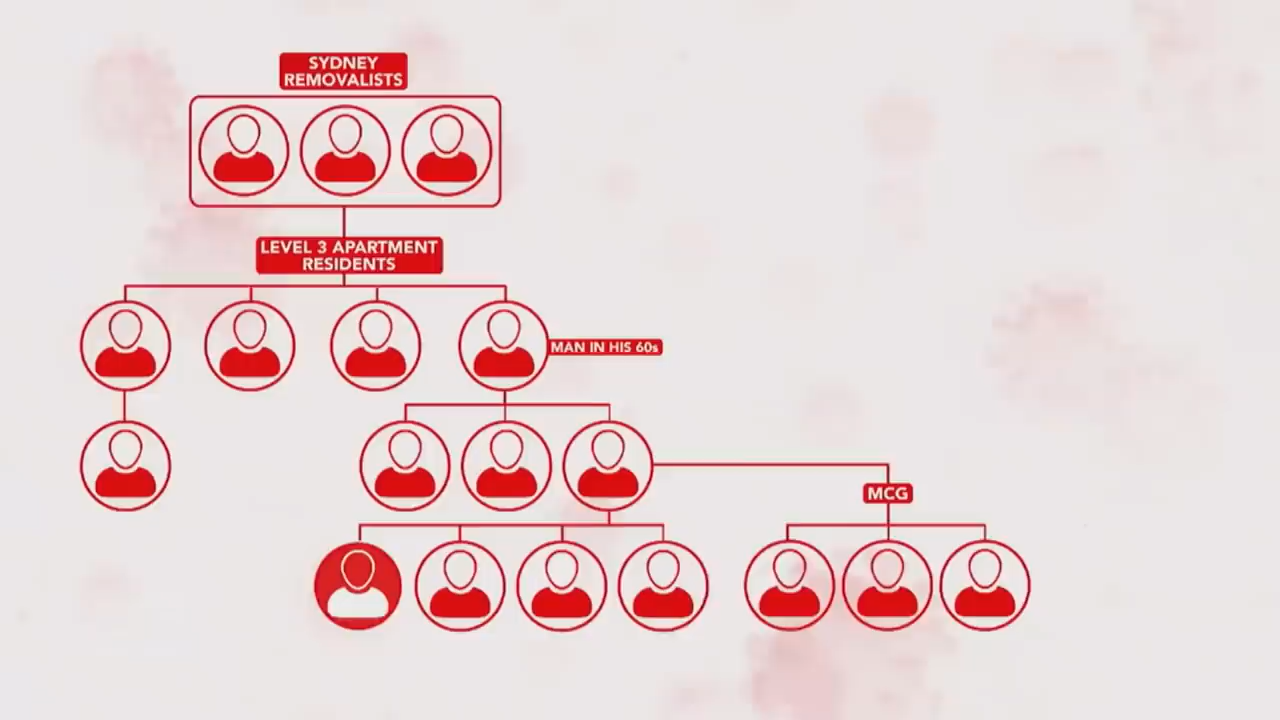 SYDNEY
REMOVALISTS
LEVEL 3 APARTMENT
RESIDENTS
MAN IN HIS 60s
MCG